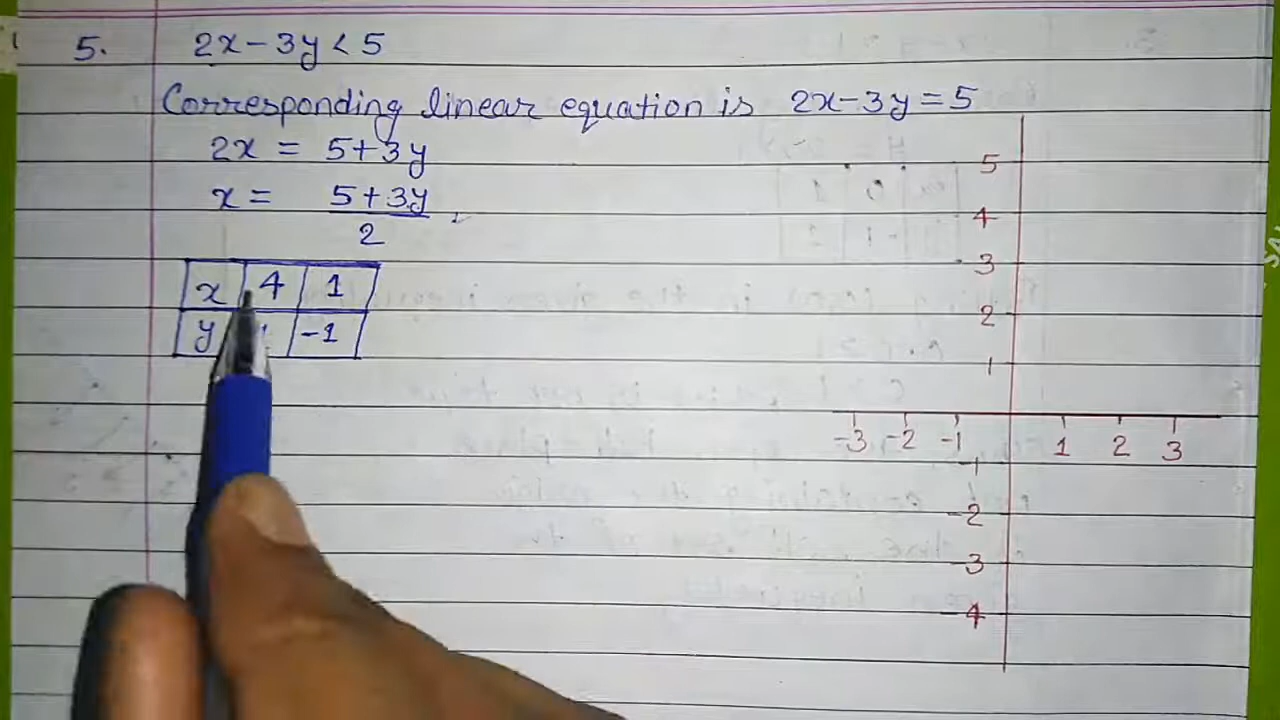 5. 2x - 3y < 5
Corresponding linear equation is 2x - 3y = 5
2x = 5 + 3y
x = 5 + 3y
2
x 4 1
y -1
5
4
3
2
1
-3 -2 -1 1 2 3
-1
-2
-3
-4